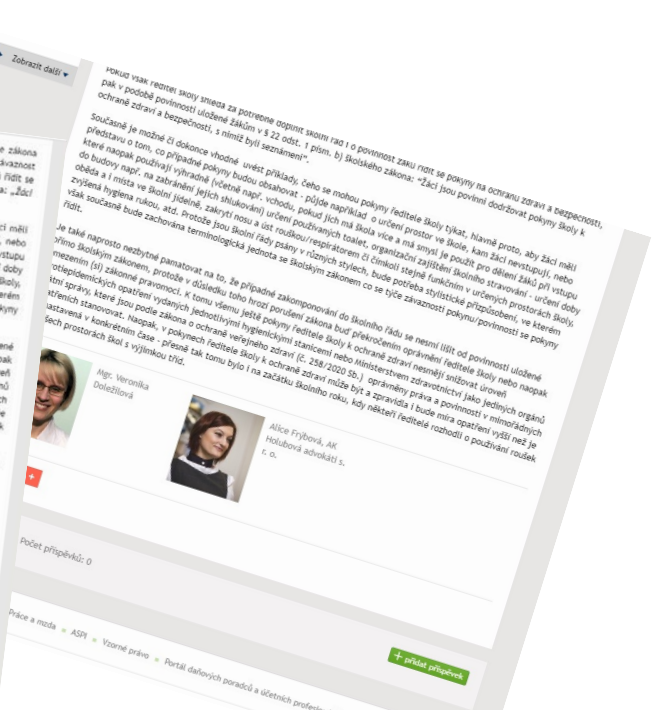 Zobrazit další
Pokud však ředitel školy shledá za potřebné doplnit školní řád i o povinnost žáků řídit se pokyny na ochranu zdraví a bezpečnosti,
pak v podobě povinnosti uložené žákům v § 22 odst. 1 písm. b) školského zákona: "Žáci jsou povinni dodržovat pokyny školy k
ochraně zdraví a bezpečnosti, s nimiž byli seznámeni".
Současně je možné či dokonce vhodné uvést příklady, čeho se mohou pokyny ředitele školy týkat, hlavně proto, aby žáci měli
představu o tom, co případné pokyny budou obsahovat - půjde například o určení prostor ve škole, kam žáci nevstupují, nebo
které naopak používají výhradně (včetně např. vchodu, pokud jich má škola více a má smysl je použít pro dělení žáků při vstupu
do budovy např. na zabránění jejich shlukování) určení používaných toalet, organizační zajištění školního stravování - určení doby
oběda a i místa ve školní jídelně, zakrytí nosu a úst rouškou/respirátorem či čímkoli stejně funkčním v určených prostorách školy,
zvýšená hygiena rukou, atd. Protože jsou školní řády psány v různých stylech, bude potřeba stylistické přizpůsobení, ve kterém
však současně bude zachována terminologická jednota se školským zákonem co se týče závaznosti pokynu/povinnosti se pokyny
řídit.
Je také naprosto nezbytné pamatovat na to, že případné zakomponování do školního řádu se nesmí lišit od povinnosti uložené
přímo školským zákonem, protože v důsledku toho hrozí porušení zákona buď překročením oprávnění ředitele školy nebo naopak
mezením (si) zákonné pravomoci. K tomu všemu ještě pokyny ředitele školy k ochraně zdraví nesmějí snižovat úroveň
otiepidemických opatření vydaných jednotlivými hygienickými stanicemi nebo Ministerstvem zdravotnictví jako jediných orgánů
átní správy, které jsou podle zákona o ochraně veřejného zdraví (č. 258/2020 Sb.) oprávněny práva a povinnosti v mimořádných
atřeních stanovovat. Naopak, v pokynech ředitele školy k ochraně zdraví může být a zpravidla i bude míra opatření vyšší než je
astavená v konkrétním čase - přesně tak tomu bylo i na začátku školního roku, kdy někteří ředitelé rozhodli o používání roušek
šech prostorách škol s výjimkou tříd.
Mgr. Veronika
Doležílová
Alice Frýbová, AK
Holubová advokáti s.
r. o.
+
Počet příspěvků: 0
+ přidat příspěvek
Práce a mzda ASPI Vzorné právo Portál daňových poradců a účetních